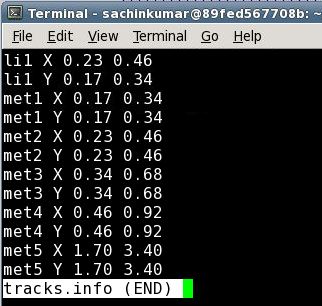 Terminal - sachinkumar@89fed567708b: ~
File Edit View Terminal Go Help
li1 X 0.23 0.46
li1 Y 0.17 0.34
met1 X 0.17 0.34
met1 Y 0.17 0.34
met2 X 0.23 0.46
met2 Y 0.23 0.46
met3 X 0.34 0.68
met3 Y 0.34 0.68
met4 X 0.46 0.92
met4 Y 0.46 0.92
met5 X 1.70 3.40
met5 Y 1.70 3.40
tracks.info (END)